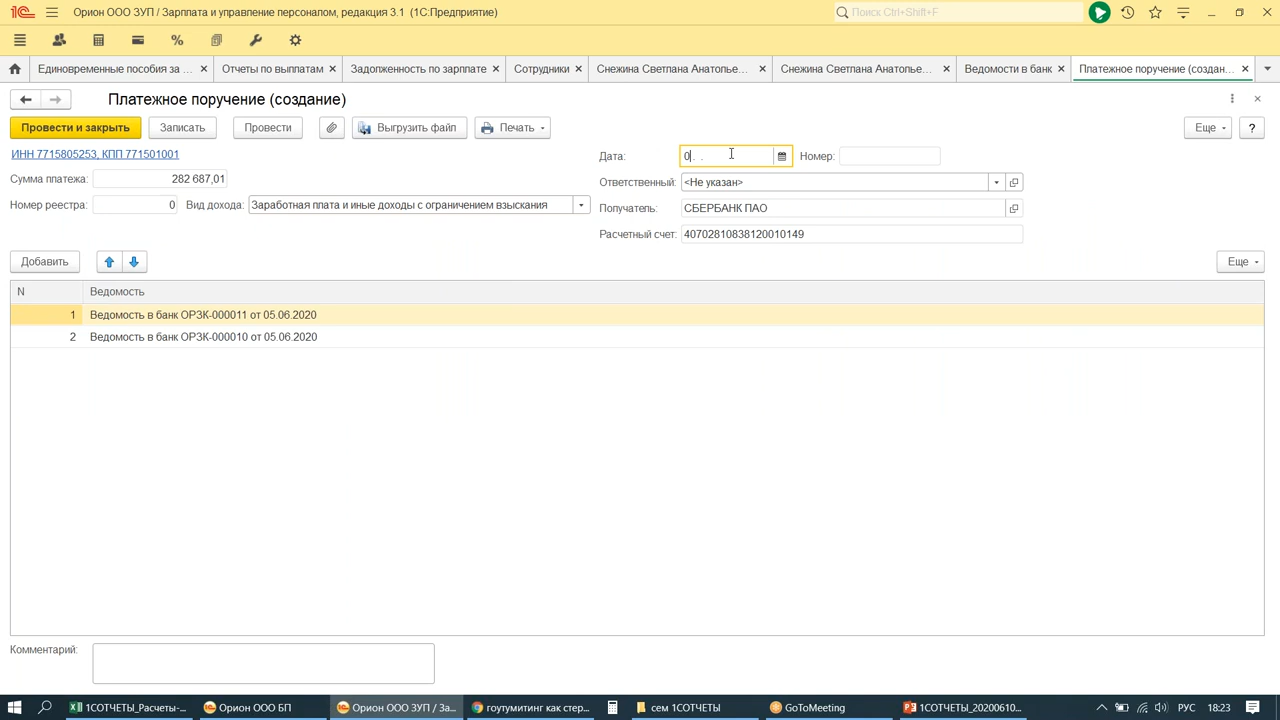 Орион ООО ЗУП / Зарплата и управление персоналом, редакция 3.1 (1С:Предприятие)
Поиск Ctrl+Shift+F
Единовременные пособия за ...
Отчеты по выплатам
Задолженность по зарплате
Сотрудники
Снежина Светлана Анатолье...
Снежина Светлана Анатолье...
Ведомости в банк
Платежное поручение (создан...
Платежное поручение (создание)
Провести и закрыть
Записать
Провести
Выгрузить файл
Печать
Еще
?
ИНН 7715805253, КПП 771501001
Дата: 0 . .
Номер:
Сумма платежа: 282 687,01
Ответственный: <Не указан>
Номер реестра: 0
Вид дохода: Заработная плата и иные доходы с ограничением взыскания
Получатель: СБЕРБАНК ПАО
Расчетный счет: 40702810838120010149
Добавить
Еще
N Ведомость
1 Ведомость в банк ОРЗК-000011 от 05.06.2020
2 Ведомость в банк ОРЗК-000010 от 05.06.2020
Комментарий:
1СОТЧЕТЫ_Расчеты-...
Орион ООО БП
Орион ООО ЗУП / За...
гоутумитинг как стер...
сем 1СОТЧЕТЫ
GoToMeeting
1СОТЧЕТЫ_20200610...
РУС
18:23